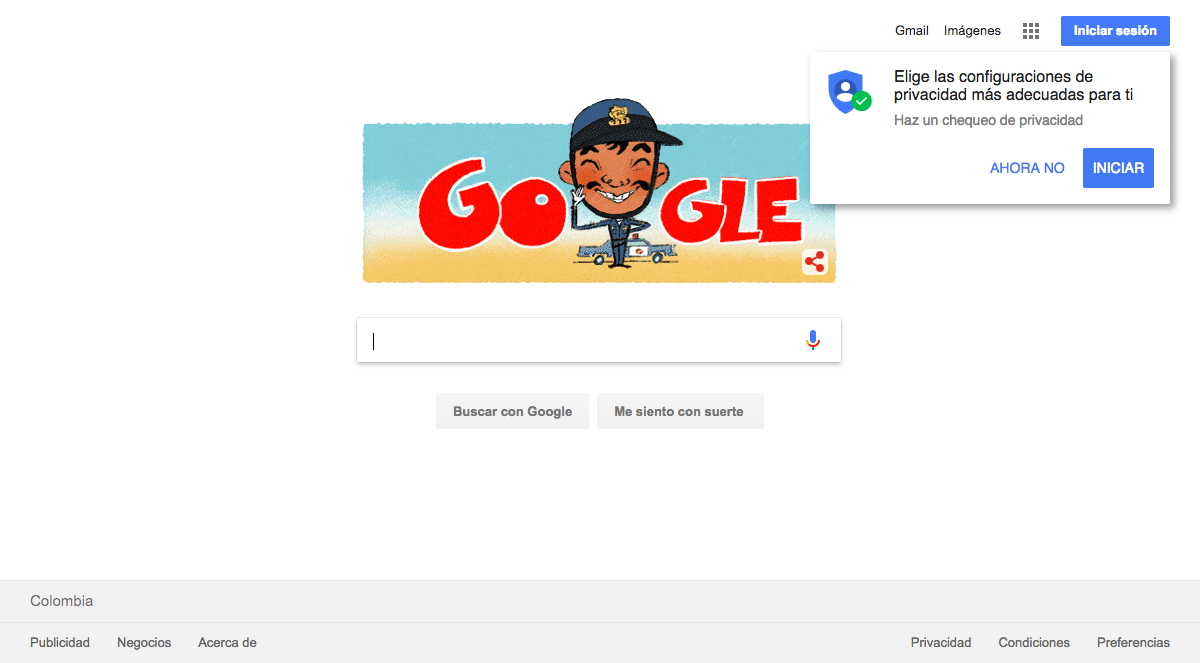 Gmail Imágenes Iniciar sesión
Elige las configuraciones de
privacidad más adecuadas para ti
Haz un chequeo de privacidad
AHORA NO INICIAR
GOOGLE
Buscar con Google Me siento con suerte
Colombia
Publicidad Negocios Acerca de Privacidad Condiciones Preferencias